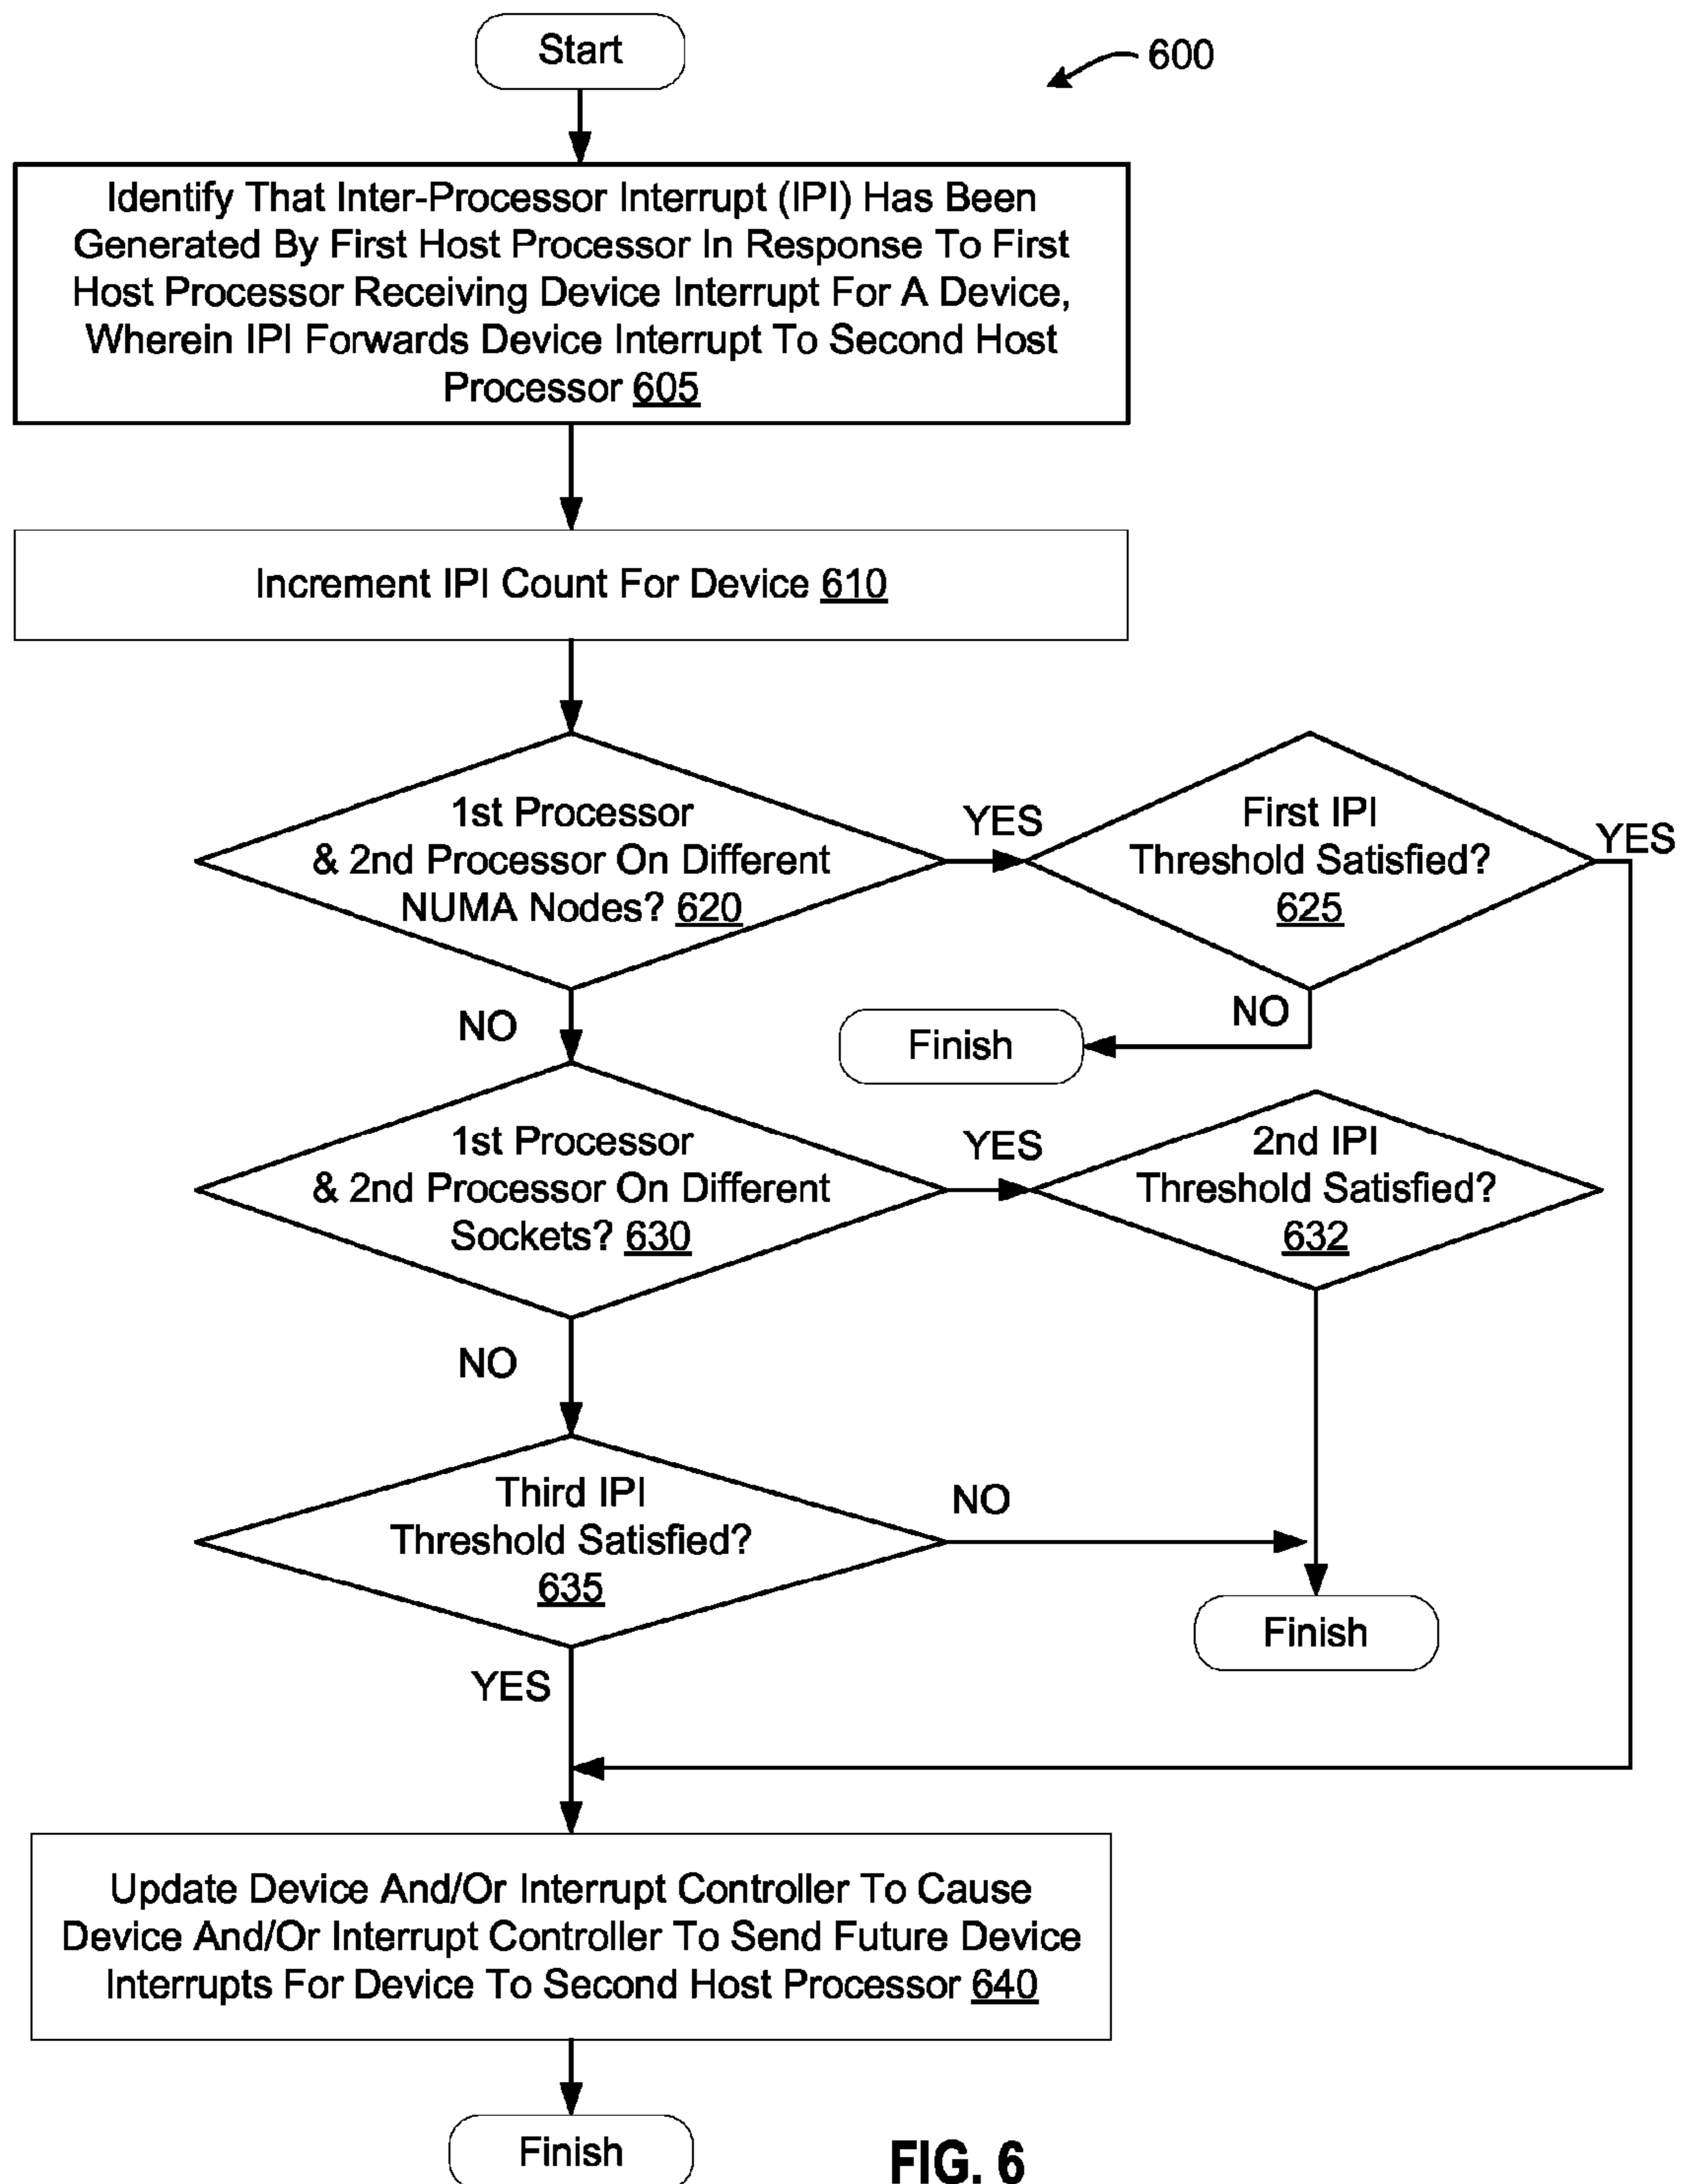 Start
600
Identify That Inter-Processor Interrupt (IPI) Has Been
Generated By First Host Processor In Response To First
Host Processor Receiving Device Interrupt For A Device,
Wherein IPI Forwards Device Interrupt To Second Host
Processor 605
Increment IPI Count For Device 610
1st Processor
& 2nd Processor On Different
NUMA Nodes? 620
YES
First IPI
Threshold Satisfied?
625
YES
NO
NO
Finish
1st Processor
& 2nd Processor On Different
Sockets? 630
YES
2nd IPI
Threshold Satisfied?
632
NO
Third IPI
Threshold Satisfied?
635
NO
Finish
YES
Update Device And/Or Interrupt Controller To Cause
Device And/Or Interrupt Controller To Send Future Device
Interrupts For Device To Second Host Processor 640
Finish
FIG. 6